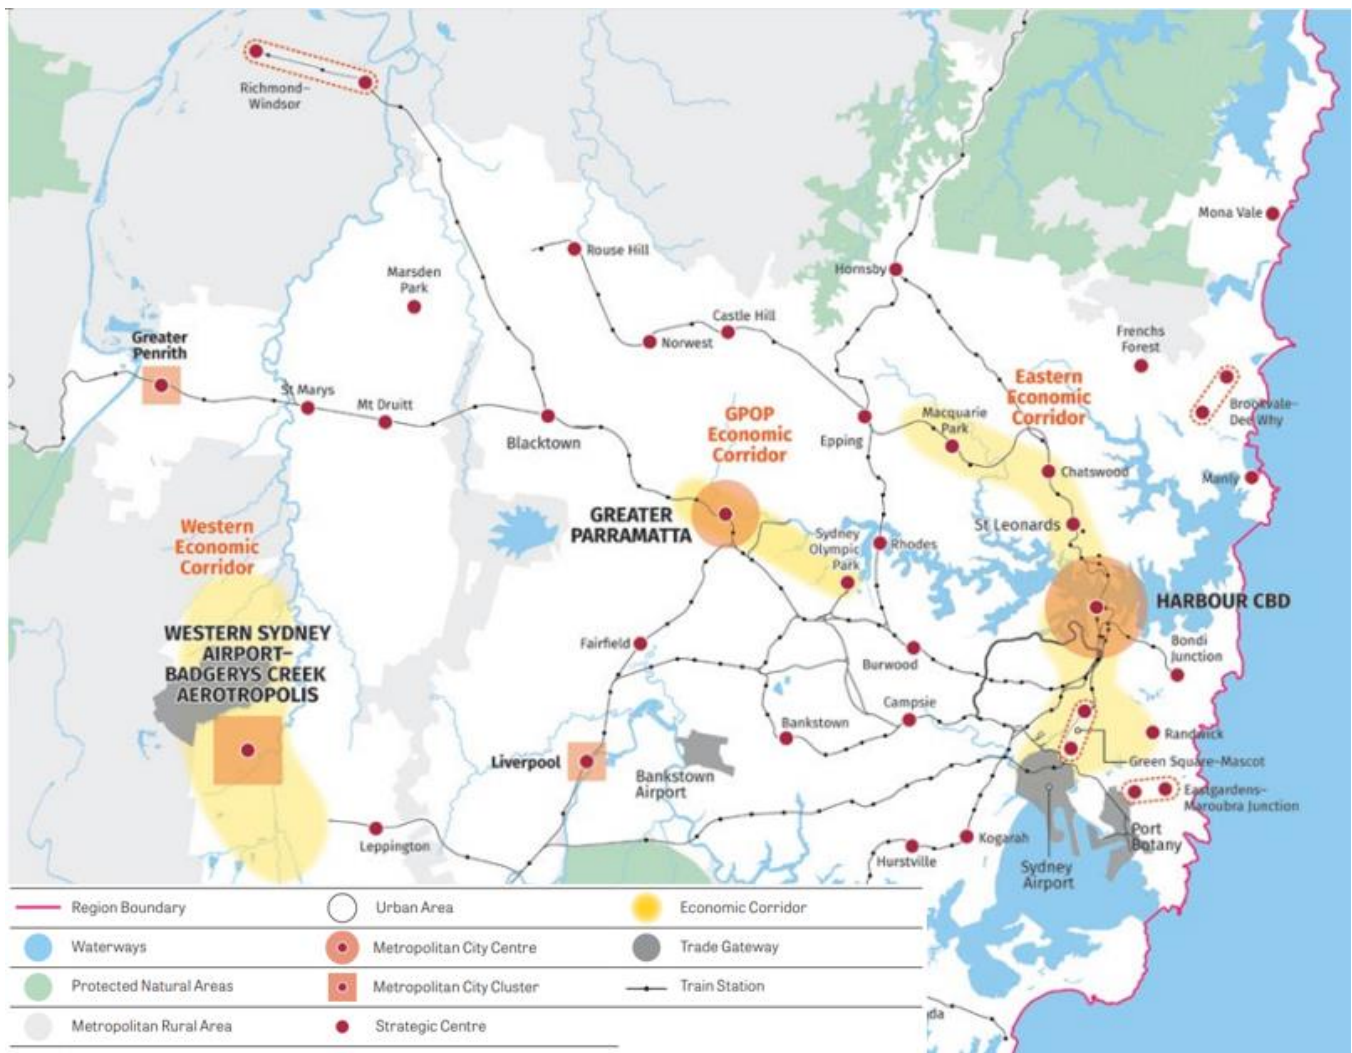 Richmond–
Windsor
Mona Vale
Marsden
Park
Rouse Hill
Hornsby
Castle Hill
Norwest
Frenchs
Forest
Greater
Penrith
St Marys
Mt Druitt
Blacktown
GPOP
Economic
Corridor
Epping
Macquarie
Park
Eastern
Economic
Corridor
Brookvale–
Dee Why
Chatswood
Manly
Western
Economic
Corridor
GREATER
PARRAMATTA
Sydney
Olympic
Park
Rhodes
St Leonards
HARBOUR CBD
WESTERN SYDNEY
AIRPORT–
BADGERYS CREEK
AEROTROPOLIS
Fairfield
Burwood
Bondi
Junction
Campsie
Bankstown
Randwick
Green Square–Mascot
Liverpool
Bankstown
Airport
Eastgardens–
Maroubra Junction
Leppington
Hurstville
Kogarah
Port
Botany
Sydney
Airport
Region Boundary
Urban Area
Economic Corridor
Waterways
Metropolitan City Centre
Trade Gateway
Protected Natural Areas
Metropolitan City Cluster
Train Station
Metropolitan Rural Area
Strategic Centre
da